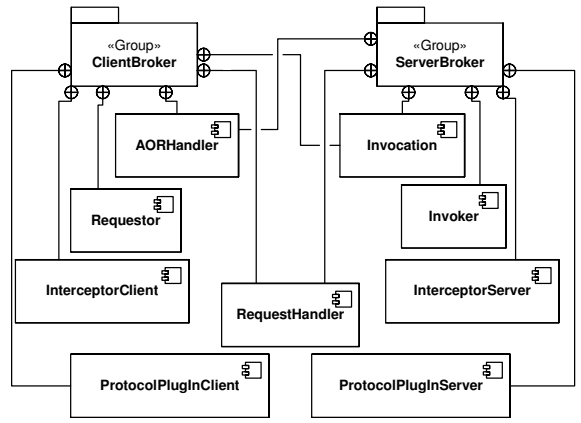 «Group»
ClientBroker
«Group»
ServerBroker
AORHandler
Invocation
Requestor
Invoker
InterceptorClient
InterceptorServer
RequestHandler
ProtocolPlugInClient
ProtocolPlugInServer